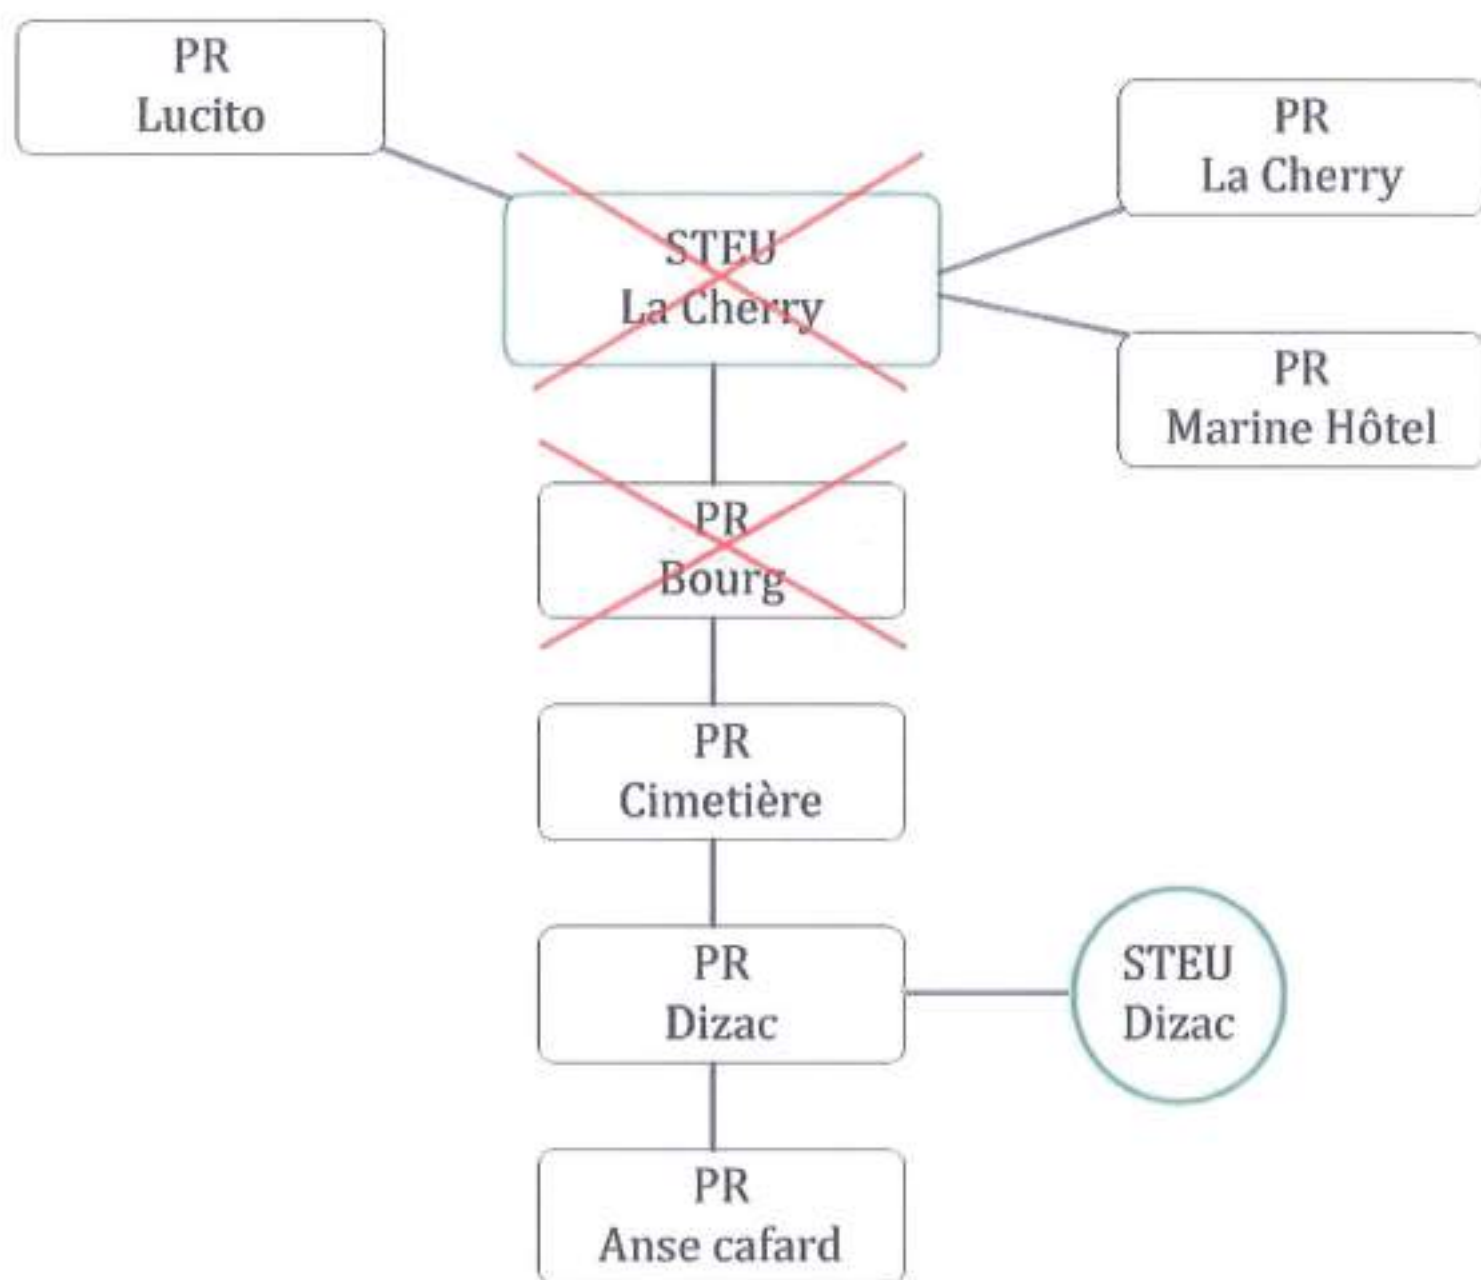 PR
Lucito
PR
La Cherry
STEU
La Cherry
PR
Marine Hôtel
PR
Bourg
PR
Cimetière
PR
Dizac
STEU
Dizac
PR
Anse cafard